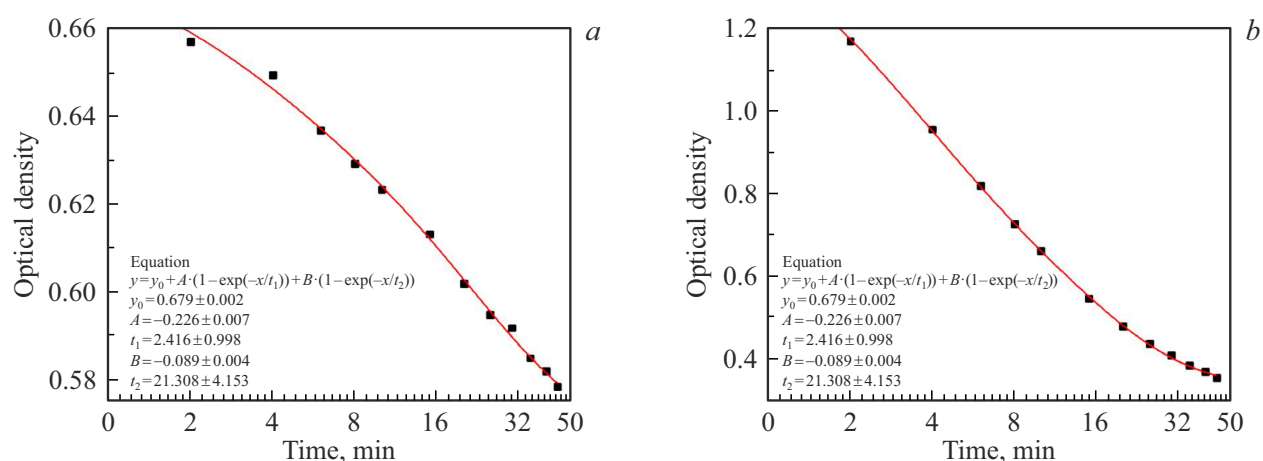 a
0.66
0.64
0.62
0.60
0.58
Optical density
Equation
y=y₀+A·(1−exp(−x/t₁))+B·(1−exp(−x/t₂))
y₀=0.679±0.002
A=−0.226±0.007
t₁=2.416±0.998
B=−0.089±0.004
t₂=21.308±4.153
0 2 4 8 16 32 50
Time, min
b
1.2
1.0
0.8
0.6
0.4
Optical density
Equation
y=y₀+A·(1−exp(−x/t₁))+B·(1−exp(−x/t₂))
y₀=0.679±0.002
A=−0.226±0.007
t₁=2.416±0.998
B=−0.089±0.004
t₂=21.308±4.153
0 2 4 8 16 32 50
Time, min